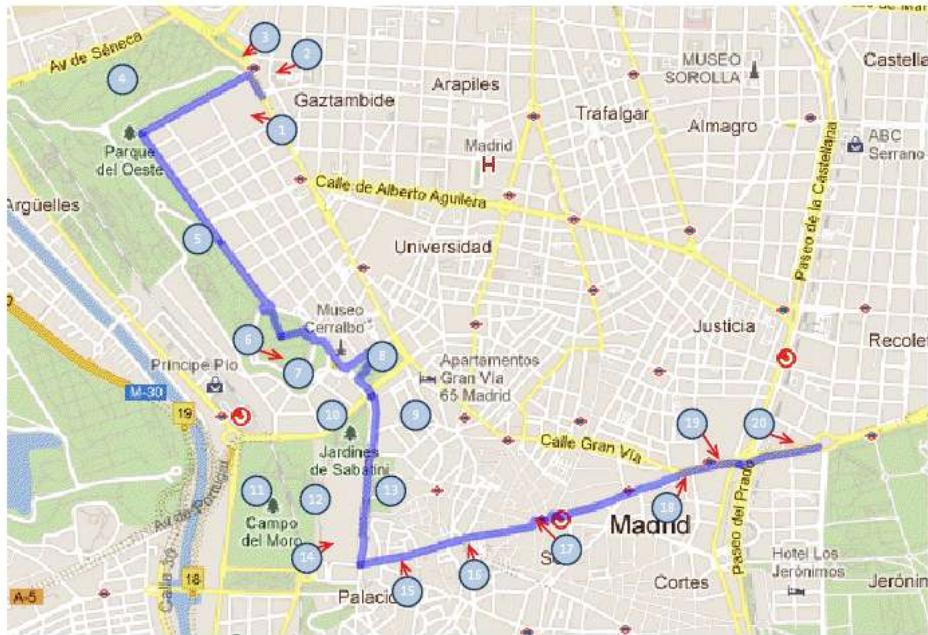 Av de Séneca
3
2
4
MUSEO
SOROLLA
Castella
Arapiles
Gaztambide
Trafalgar
Almagro
1
Parque
del Oeste
Madrid
H
ABC
Serrano
Calle de Alberto Aguilera
Argüelles
5
Universidad
Paseo de la Castellana
Museo
Cerralbo
Justicia
6
8
Recolet
Príncipe Pío
7
Apartamentos
Gran Vía
65 Madrid
M-30
19
10
9
19
20
Calle Gran Vía
Jardines
de Sabatini
11
12
13
Av de Portugal
Campo
del Moro
18
Madrid
Paseo del Prado
14
17
Calle 30
16
Hotel Los
Jerónimos
18
A-5
Palacio
15
Cortes
Jerónim